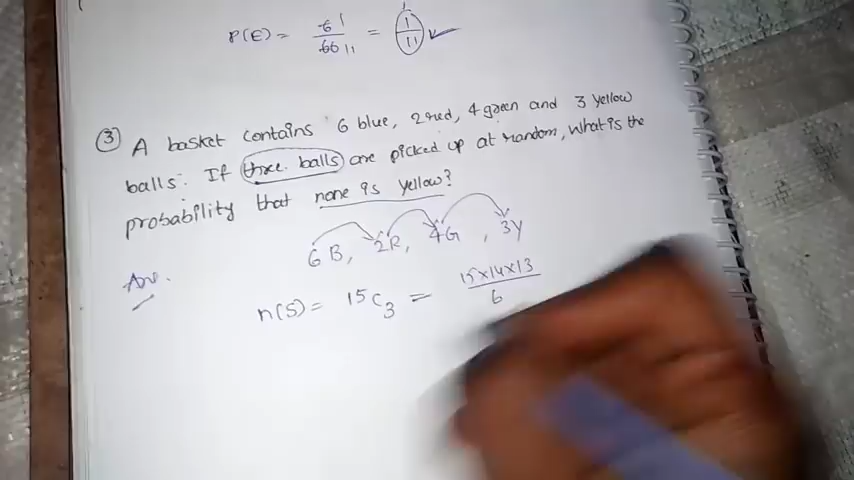 P(E) = 6 1 / 66 11 = 1 / 11
③ A basket contains 6 blue, 2 red, 4 green and 3 yellow
balls. If three balls are picked up at random, what is the
probability that none is yellow?
6B, 2R, 4G, 3Y
Ans.
n(S) = 15C3 = 15×14×13 / 6